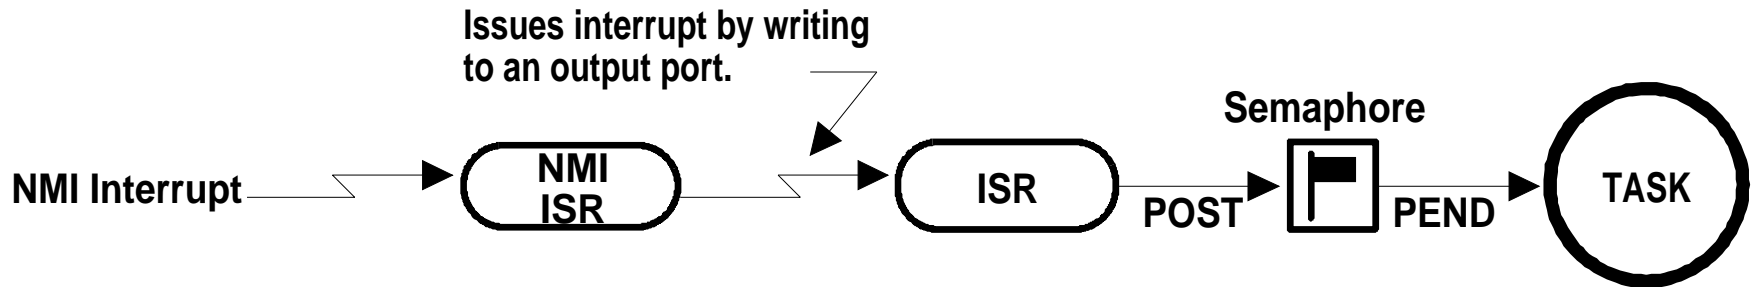 Issues interrupt by writing
to an output port.
Semaphore
NMI Interrupt
NMI
ISR
ISR
POST
PEND
TASK